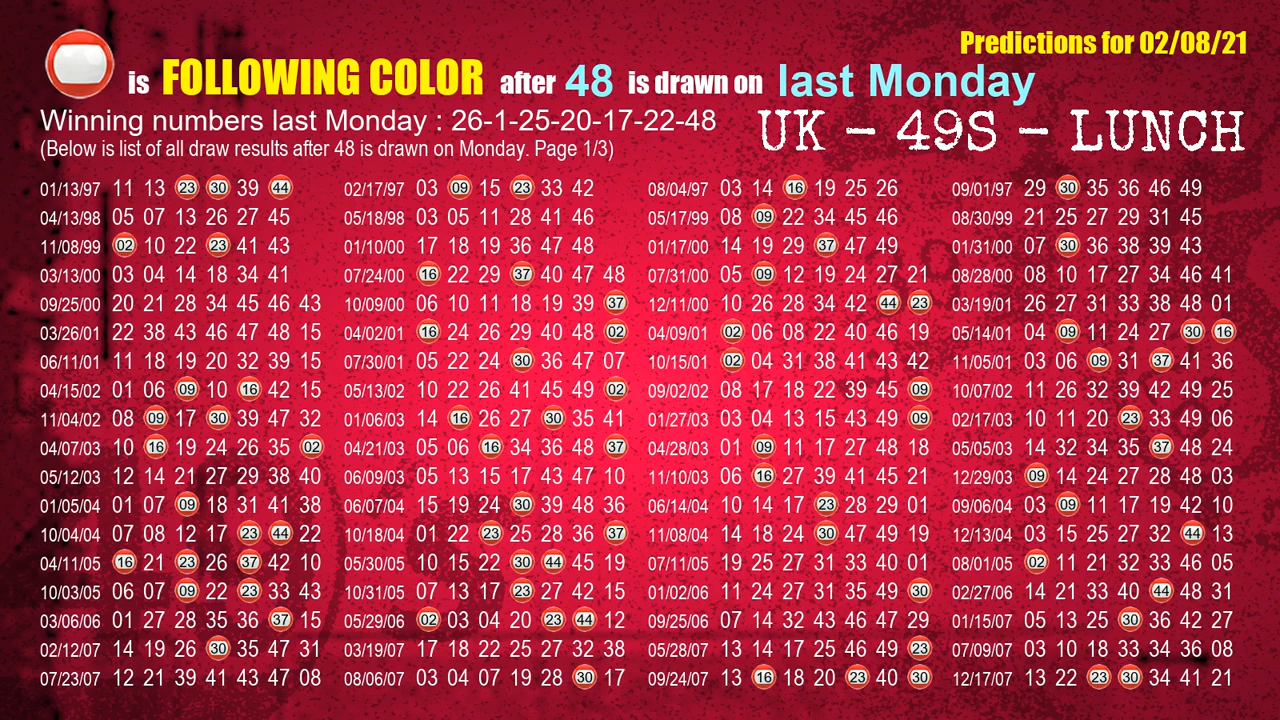 Predictions for 02/08/21
is FOLLOWING COLOR after 48 is drawn on last Monday
Winning numbers last Monday : 26-1-25-20-17-22-48
UK - 49S - LUNCH
(Below is list of all draw results after 48 is drawn on Monday. Page 1/3)
01/13/97 11 13 23 30 39 44 02/17/97 03 09 15 23 33 42 08/04/97 03 14 16 19 25 26 09/01/97 29 30 35 36 46 49
04/13/98 05 07 13 26 27 45 05/18/98 03 05 11 28 41 46 05/17/99 08 09 22 34 45 46 08/30/99 21 25 27 29 31 45
11/08/99 02 10 22 23 41 43 01/10/00 17 18 19 36 47 48 01/17/00 14 19 29 37 47 49 01/31/00 07 30 36 38 39 43
03/13/00 03 04 14 18 34 41 07/24/00 16 22 29 37 40 47 48 07/31/00 05 09 12 19 24 27 21 08/28/00 08 10 17 27 34 46 41
09/25/00 20 21 28 34 45 46 43 10/09/00 06 10 11 18 19 39 37 12/11/00 10 26 28 34 42 44 23 03/19/01 26 27 31 33 38 48 01
03/26/01 22 38 43 46 47 48 15 04/02/01 16 24 26 29 40 48 02 04/09/01 02 06 08 22 40 46 19 05/14/01 04 09 11 24 27 30 16
06/11/01 11 18 19 20 32 39 15 07/30/01 05 22 24 30 36 47 07 10/15/01 02 04 31 38 41 43 42 11/05/01 03 06 09 31 37 41 36
04/15/02 01 06 09 10 16 42 15 05/13/02 10 22 26 41 45 49 02 09/02/02 08 17 18 22 39 45 09 10/07/02 11 26 32 39 42 49 25
11/04/02 08 09 17 30 39 47 32 01/06/03 14 16 26 27 30 35 41 01/27/03 03 04 13 15 43 49 09 02/17/03 10 11 20 23 33 49 06
04/07/03 10 16 19 24 26 35 02 04/21/03 05 06 16 34 36 48 37 04/28/03 01 09 11 17 27 48 18 05/05/03 14 32 34 35 37 48 24
05/12/03 12 14 21 27 29 38 40 06/09/03 05 13 15 17 43 47 10 11/10/03 06 16 27 39 41 45 21 12/29/03 09 14 24 27 28 48 03
01/05/04 01 07 09 18 31 41 38 06/07/04 15 19 24 30 39 48 36 06/14/04 10 14 17 23 28 29 01 09/06/04 03 09 11 17 19 42 10
10/04/04 07 08 12 17 23 44 22 10/18/04 01 22 23 25 28 36 37 11/08/04 14 18 24 30 47 49 19 12/13/04 03 15 25 27 32 44 13
04/11/05 16 21 23 26 37 42 10 05/30/05 10 15 22 30 44 45 19 07/11/05 19 25 27 31 33 40 01 08/01/05 02 11 21 32 33 46 05
10/03/05 06 07 09 22 23 33 43 10/31/05 07 13 17 23 27 42 15 01/02/06 11 24 27 31 35 49 30 02/27/06 14 21 33 40 44 48 31
03/06/06 01 27 28 35 36 37 15 05/29/06 02 03 04 20 23 44 12 09/25/06 07 14 32 43 46 47 29 01/15/07 05 13 25 30 36 42 27
02/12/07 14 19 26 30 35 47 31 03/19/07 17 18 22 25 27 32 38 05/28/07 13 14 17 25 46 49 23 07/09/07 03 10 18 33 34 36 08
07/23/07 12 21 39 41 43 47 08 08/06/07 03 04 07 19 28 30 17 09/24/07 13 16 18 20 23 40 30 12/17/07 13 22 23 30 34 41 21